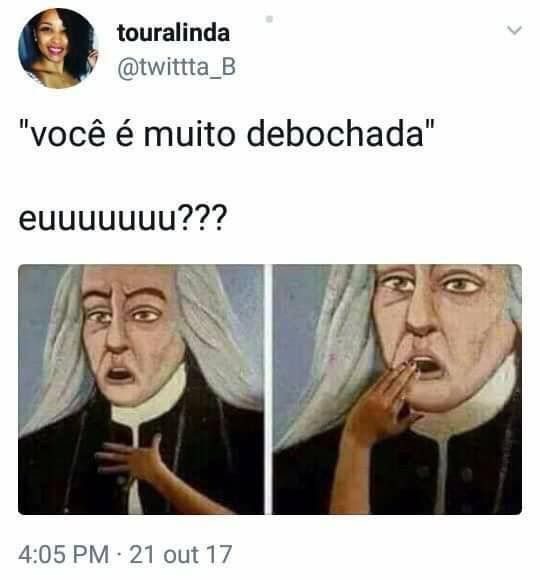 touralinda
@twittta_B
"você é muito debochada"
euuuuuuu???
4:05 PM · 21 out 17